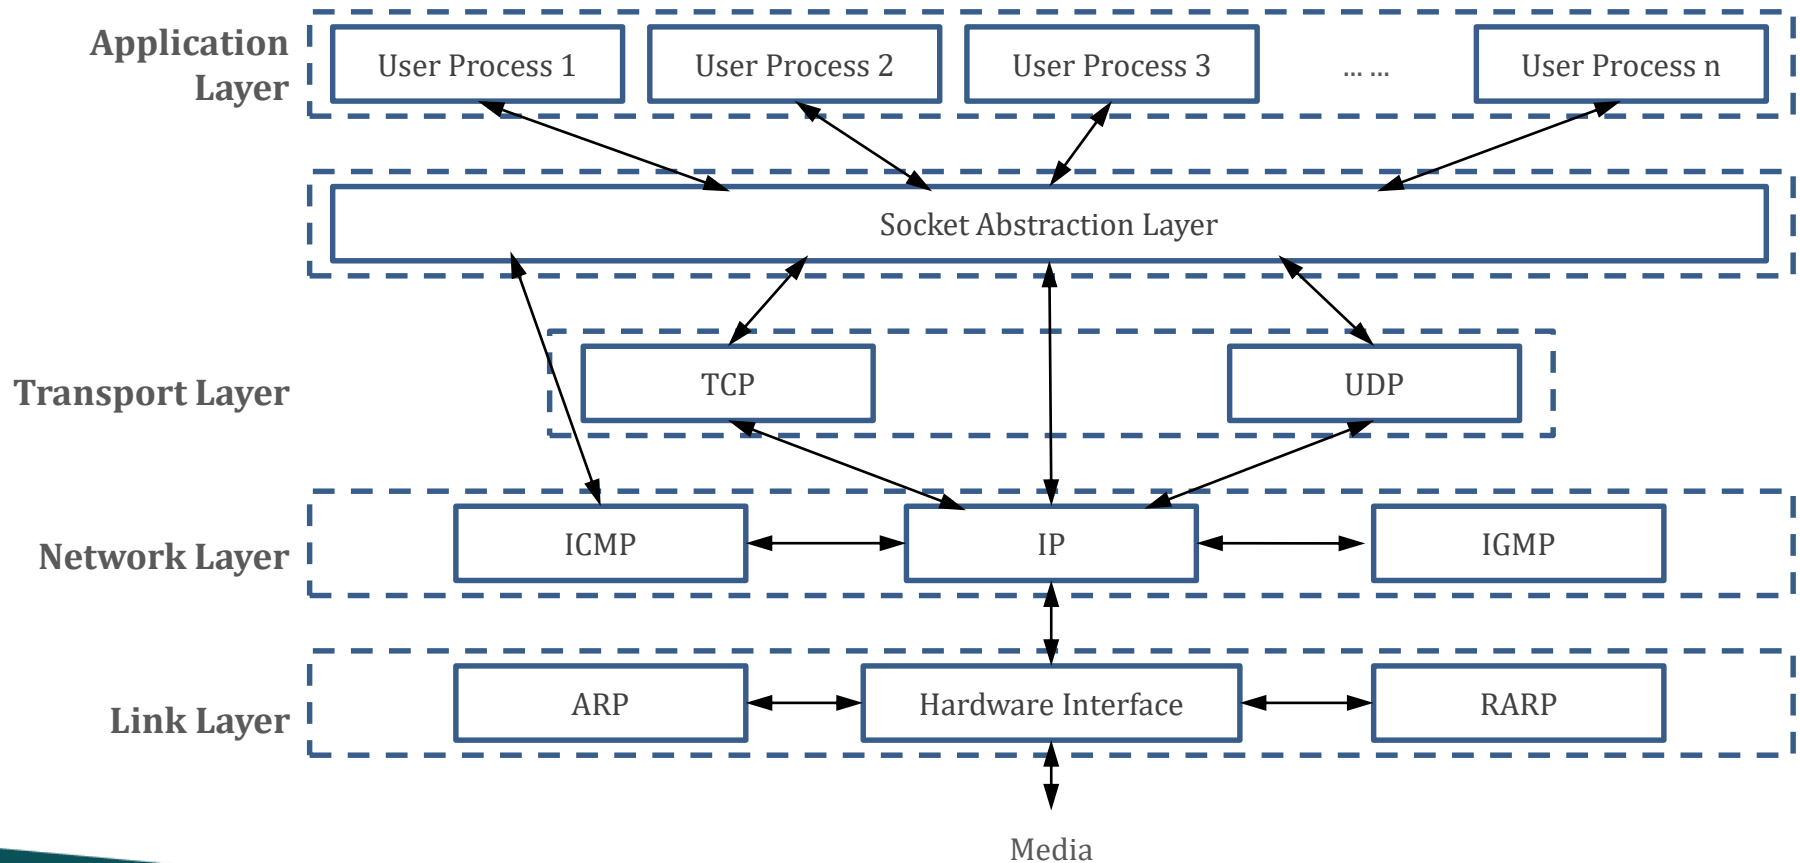 Application
Layer
User Process 1
User Process 2
User Process 3
... ...
User Process n
Socket Abstraction Layer
Transport Layer
TCP
UDP
Network Layer
ICMP
IP
IGMP
Link Layer
ARP
Hardware Interface
RARP
Media